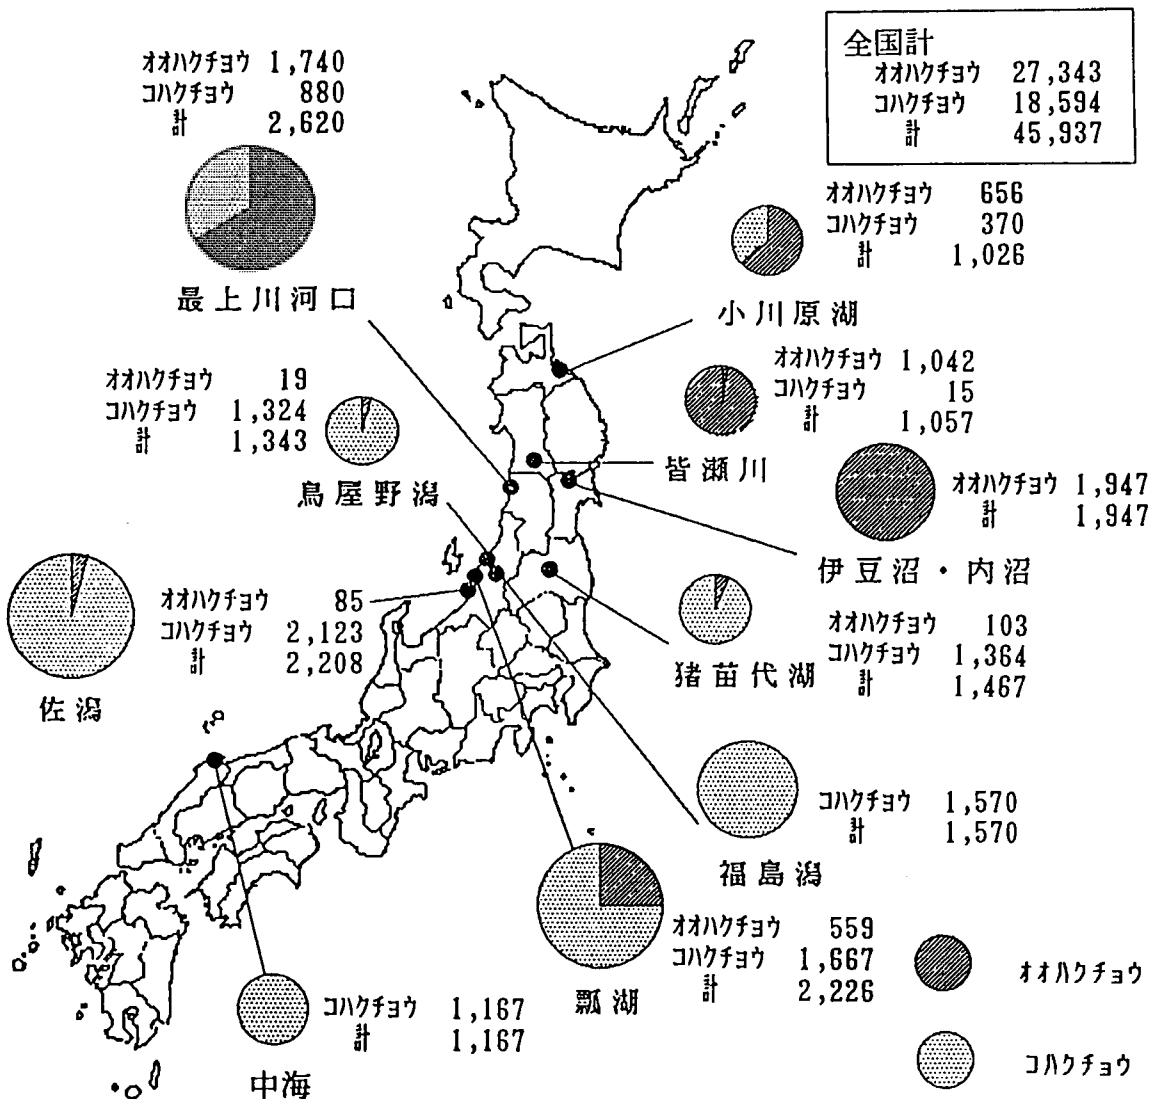 全国計
オオハクチョウ 27,343
コハクチョウ 18,594
計 45,937
オオハクチョウ 1,740
コハクチョウ 880
計 2,620
最上川河口
オオハクチョウ 656
コハクチョウ 370
計 1,026
小川原湖
オオハクチョウ 19
コハクチョウ 1,324
計 1,343
鳥屋野潟
オオハクチョウ 1,042
コハクチョウ 15
計 1,057
皆瀬川
オオハクチョウ 1,947
計 1,947
伊豆沼・内沼
オオハクチョウ 85
コハクチョウ 2,123
計 2,208
佐潟
オオハクチョウ 103
コハクチョウ 1,364
計 1,467
猪苗代湖
コハクチョウ 1,570
計 1,570
福島潟
オオハクチョウ 559
コハクチョウ 1,667
計 2,226
瓢湖
コハクチョウ 1,167
計 1,167
中海
オオハクチョウ
コハクチョウ